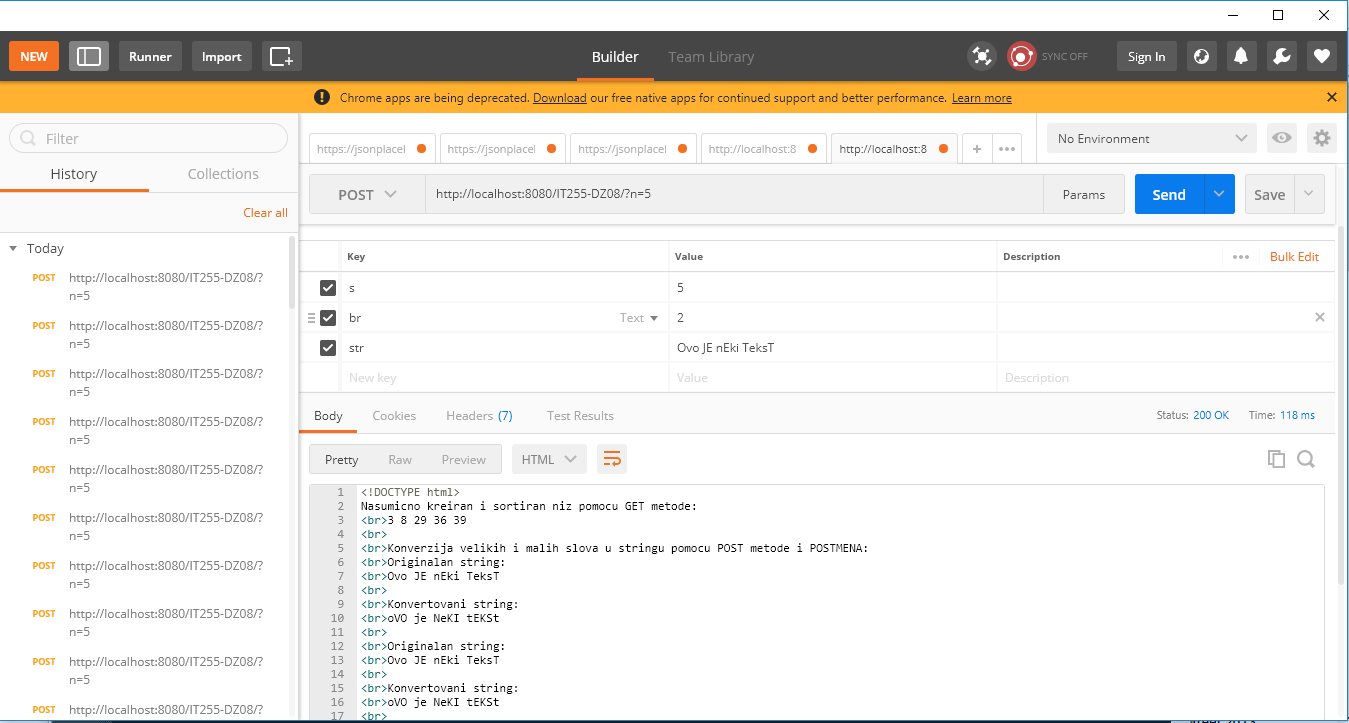 NEW Runner Import Builder Team Library SYNC OFF Sign In
Chrome apps are being deprecated. Download our free native apps for continued support and better performance. Learn more
Filter
History Collections
Clear all
Today
POST http://localhost:8080/IT255-DZ08/?
n=5
POST http://localhost:8080/IT255-DZ08/?
n=5
POST http://localhost:8080/IT255-DZ08/?
n=5
POST http://localhost:8080/IT255-DZ08/?
n=5
POST http://localhost:8080/IT255-DZ08/?
n=5
POST http://localhost:8080/IT255-DZ08/?
n=5
POST http://localhost:8080/IT255-DZ08/?
n=5
POST http://localhost:8080/IT255-DZ08/?
n=5
POST http://localhost:8080/IT255-DZ08/?
n=5
POST http://localhost:8080/IT255-DZ08/?
https://jsonplacel https://jsonplacel https://jsonplacel http://localhost:8 http://localhost:8 + ••• No Environment
POST http://localhost:8080/IT255-DZ08/?n=5 Params Send Save
Key Value Description ••• Bulk Edit
s 5
br Text 2
str Ovo JE nEki TeksT
New key Value Description
Body Cookies Headers (7) Test Results Status: 200 OK Time: 118 ms
Pretty Raw Preview HTML
1 <!DOCTYPE html>
2 Nasumicno kreiran i sortiran niz pomocu GET metode:
3 <br>3 8 29 36 39
4 <br>
5 <br>Konverzija velikih i malih slova u stringu pomocu POST metode i POSTMENA:
6 <br>Originalan string:
7 <br>Ovo JE nEki TeksT
8 <br>
9 <br>Konvertovani string:
10 <br>oVO je NeKI tEKSt
11 <br>
12 <br>Originalan string:
13 <br>Ovo JE nEki TeksT
14 <br>
15 <br>Konvertovani string:
16 <br>oVO je NeKI tEKSt
17 <br>